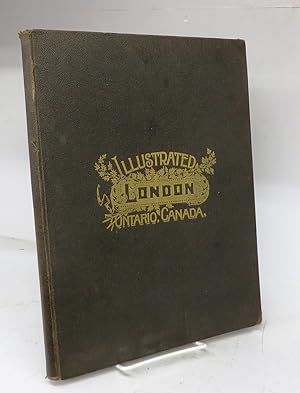 ILLUSTRATED
LONDON
ONTARIO, CANADA.